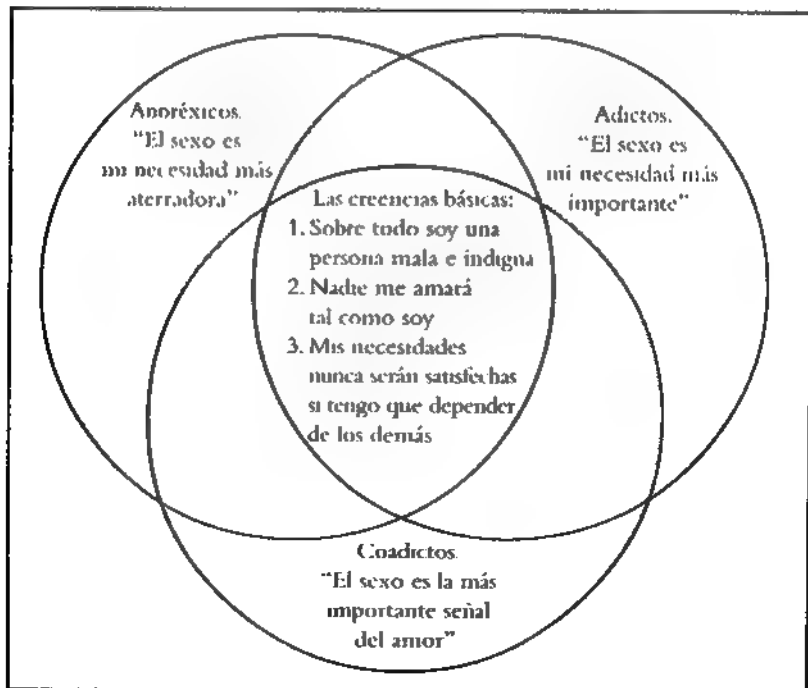 Anoréxicos.
“El sexo es
mi necesidad más
aterradora”
Adictos.
“El sexo es
mi necesidad más
importante”
Las creencias básicas:
1. Sobre todo soy una
persona mala e indigna
2. Nadie me amará
tal como soy
3. Mis necesidades
nunca serán satisfechas
si tengo que depender
de los demás
Coadictos.
“El sexo es la más
importante señal
del amor”